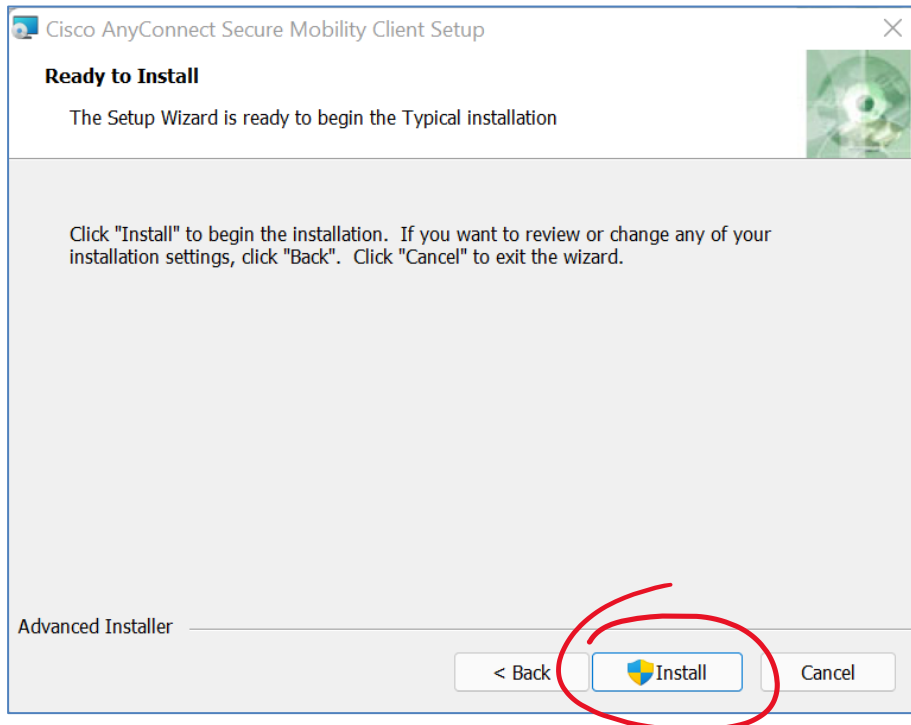 Cisco AnyConnect Secure Mobility Client Setup
Ready to Install
The Setup Wizard is ready to begin the Typical installation
Click "Install" to begin the installation.  If you want to review or change any of your
installation settings, click "Back".  Click "Cancel" to exit the wizard.
Advanced Installer
< Back Install Cancel